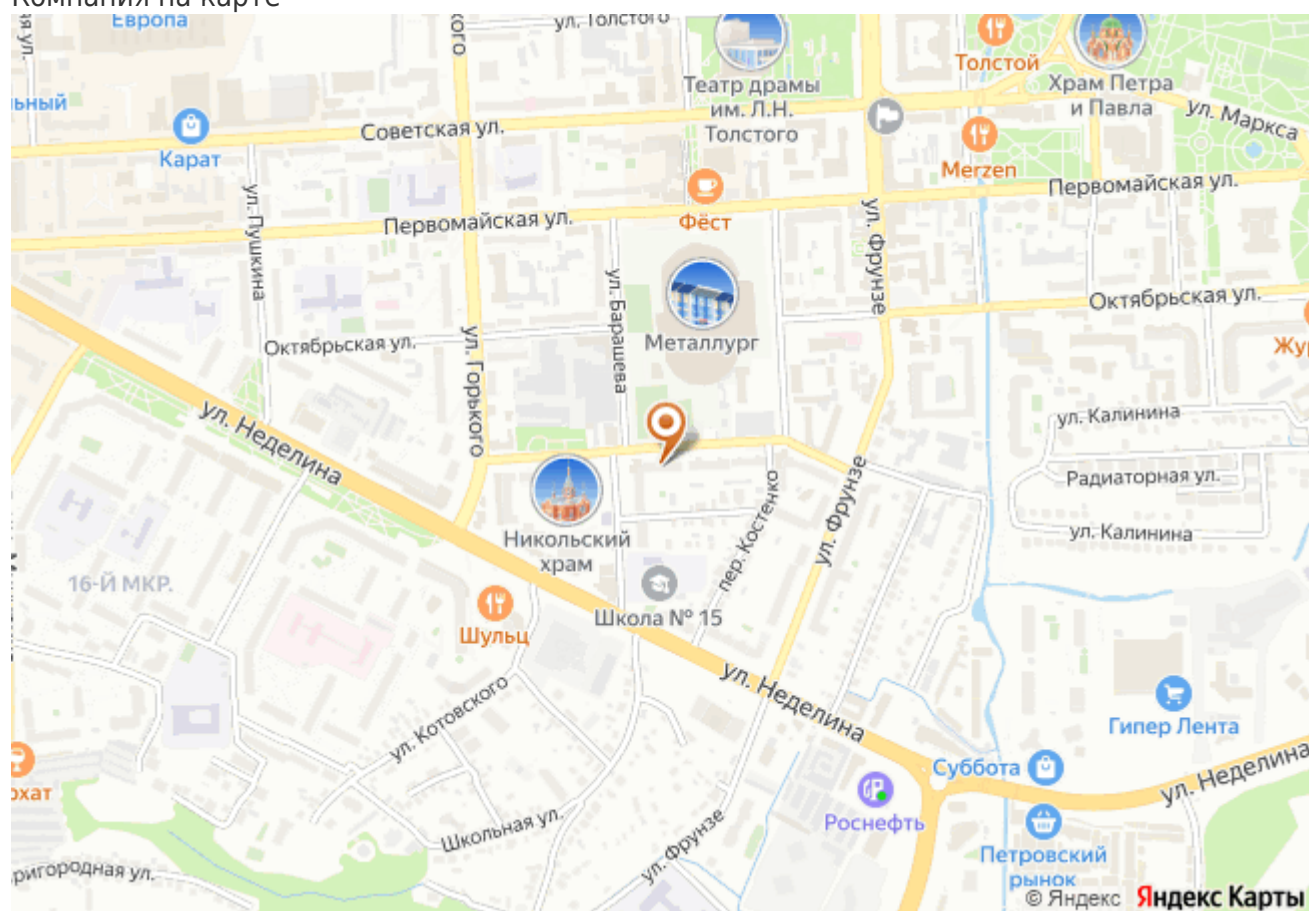 Компания на карте
Европа
ул. Толстого
Толстой
Театр драмы
им. Л.Н.
Толстого
Храм Петра
и Павла
ул. Маркса
Карат
Советская ул.
Merzen
Первомайская ул.
Фёст
Первомайская ул.
ул. Пушкина
ул. Фрунзе
ул. Барашева
Металлург
Октябрьская ул.
Октябрьская ул.
ул. Горького
ул. Неделина
ул. Калинина
Радиаторная ул.
ул. Калинина
Никольский
храм
пер. Костенко
ул. Фрунзе
16-Й МКР.
Школа № 15
Шульц
ул. Неделина
ул. Котовского
Гипер Лента
Суббота
ул. Неделина
Роснефть
Школьная ул.
ул. Фрунзе
Петровский
рынок
© Яндекс Яндекс Карты